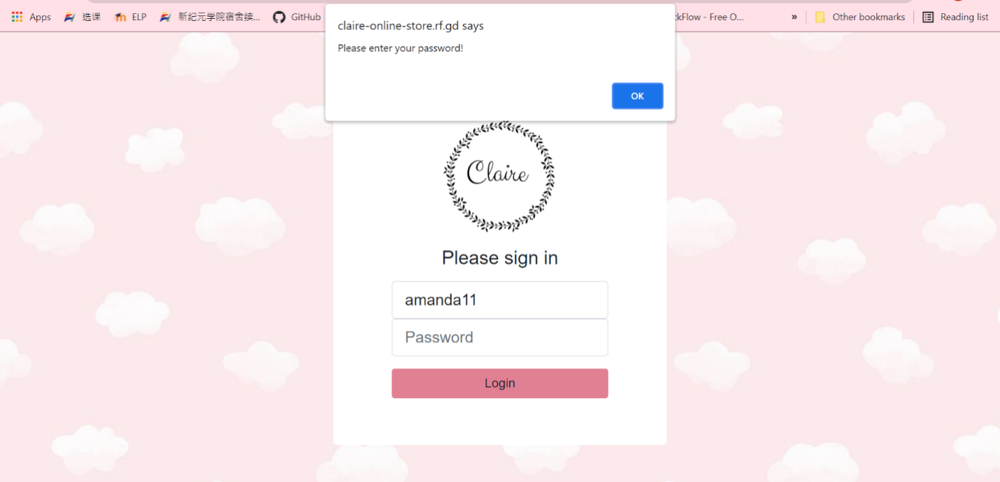 Apps 选课 ELP 新纪元学院宿舍续... GitHub ckFlow - Free O... » Other bookmarks Reading list
claire-online-store.rf.gd says
Please enter your password!
OK
Claire
Please sign in
amanda11
Password
Login